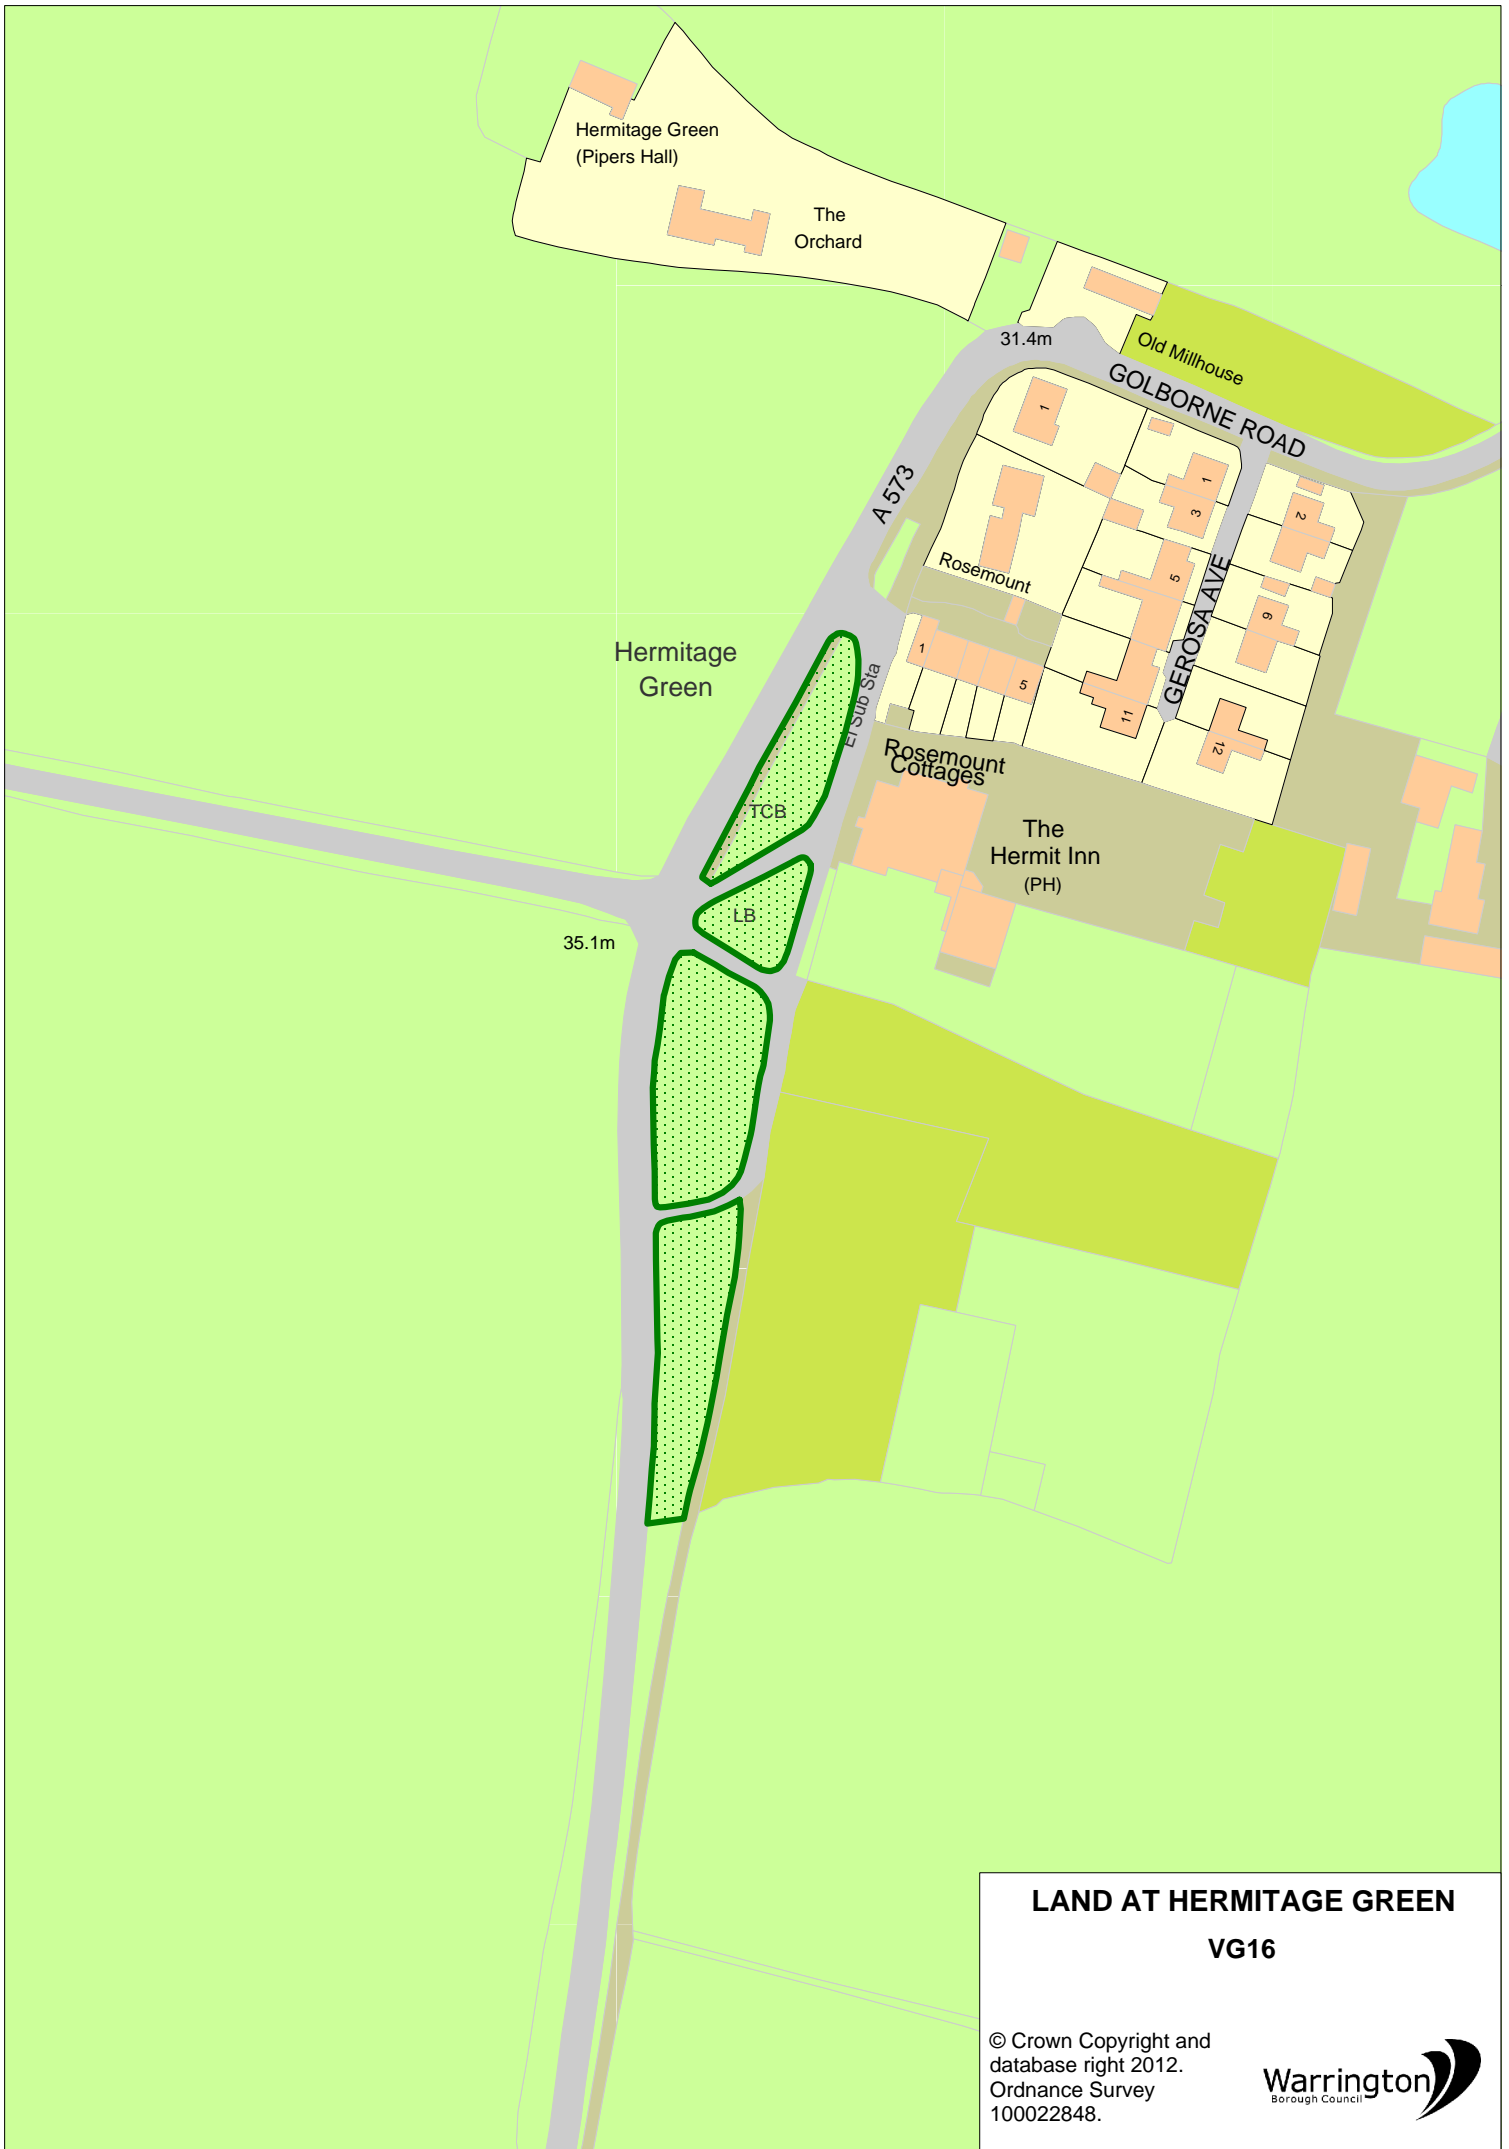 Hermitage Green
(Pipers Hall)
The
Orchard
31.4m
Old Millhouse
GOLBORNE ROAD
1
1
3
2
A 573
Rosemount
5
GEROSA AVE
9
Hermitage
Green
1
5
El Sub Sta
11
12
Rosemount
Cottages
TCB
The
Hermit Inn
(PH)
LB
35.1m
LAND AT HERMITAGE GREEN
VG16
© Crown Copyright and
database right 2012.
Ordnance Survey
100022848.
Warrington
Borough Council